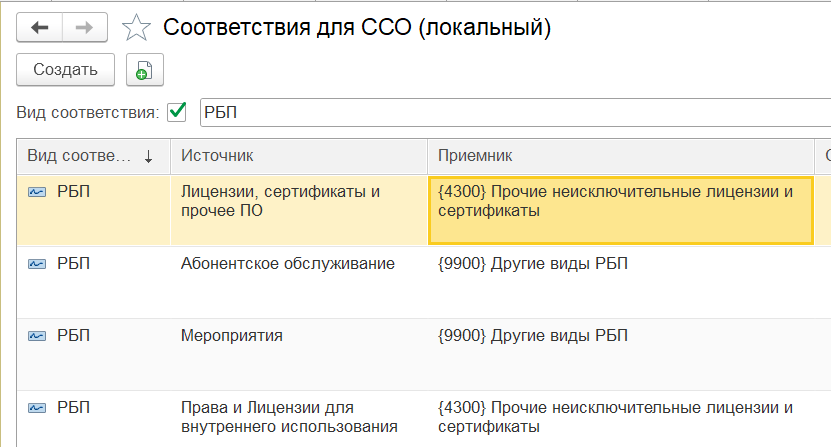 Соответствия для ССО (локальный)
Создать
Вид соответствия: РБП
Вид соотве... ↓ Источник Приемник
РБП Лицензии, сертификаты и {4300} Прочие неисключительные лицензии и
прочее ПО сертификаты
РБП Абонентское обслуживание {9900} Другие виды РБП
РБП Мероприятия {9900} Другие виды РБП
РБП Права и Лицензии для {4300} Прочие неисключительные лицензии и
внутреннего использования сертификаты